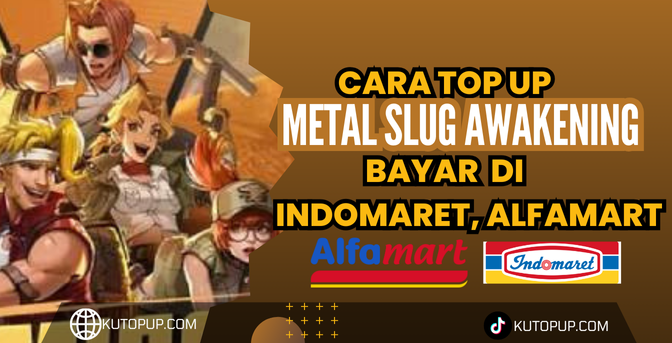 CARA TOP UP
METAL SLUG AWAKENING
BAYAR DI
INDOMARET, ALFAMART
Alfamart
Indomaret
KUTOPUP.COM
KUTOPUP.COM